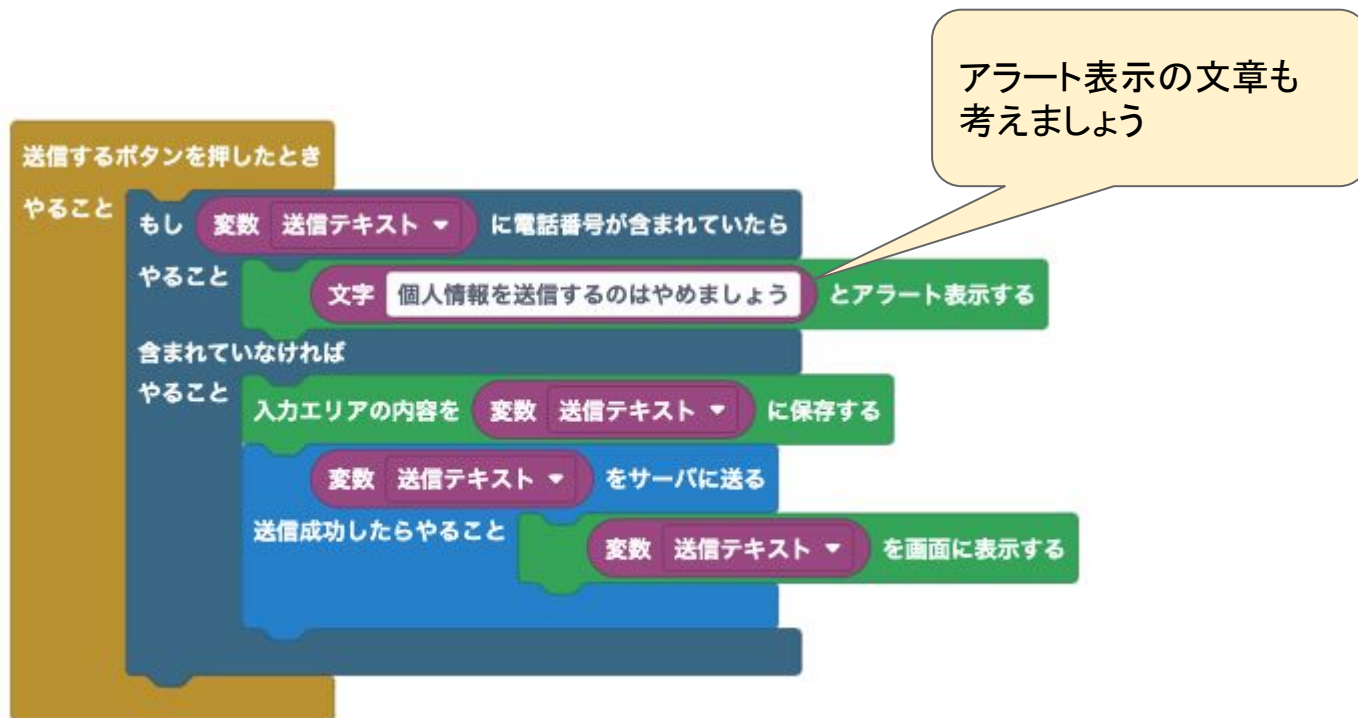 アラート表示の文章も
考えましょう
送信するボタンを押したとき
やること
もし 変数 送信テキスト に電話番号が含まれていたら
やること
文字 個人情報を送信するのはやめましょう とアラート表示する
含まれていなければ
やること
入力エリアの内容を 変数 送信テキスト に保存する
変数 送信テキスト をサーバに送る
送信成功したらやること
変数 送信テキスト を画面に表示する